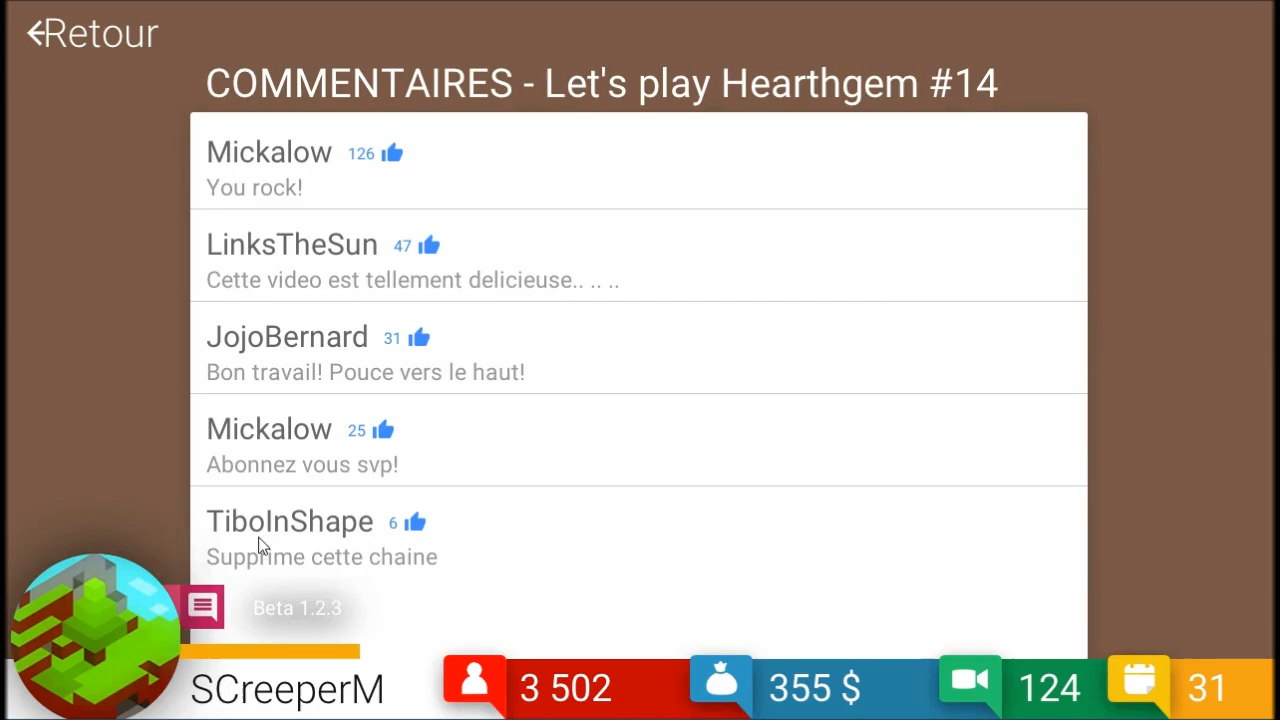 Retour
COMMENTAIRES - Let's play Hearthgem #14
Mickalow 126
You rock!
LinksTheSun 47
Cette video est tellement delicieuse.. .. ..
JojoBernard 31
Bon travail! Pouce vers le haut!
Mickalow 25
Abonnez vous svp!
TiboInShape 6
Supprime cette chaine
Beta 1.2.3
SCreeperM 3 502 355 $ 124 31